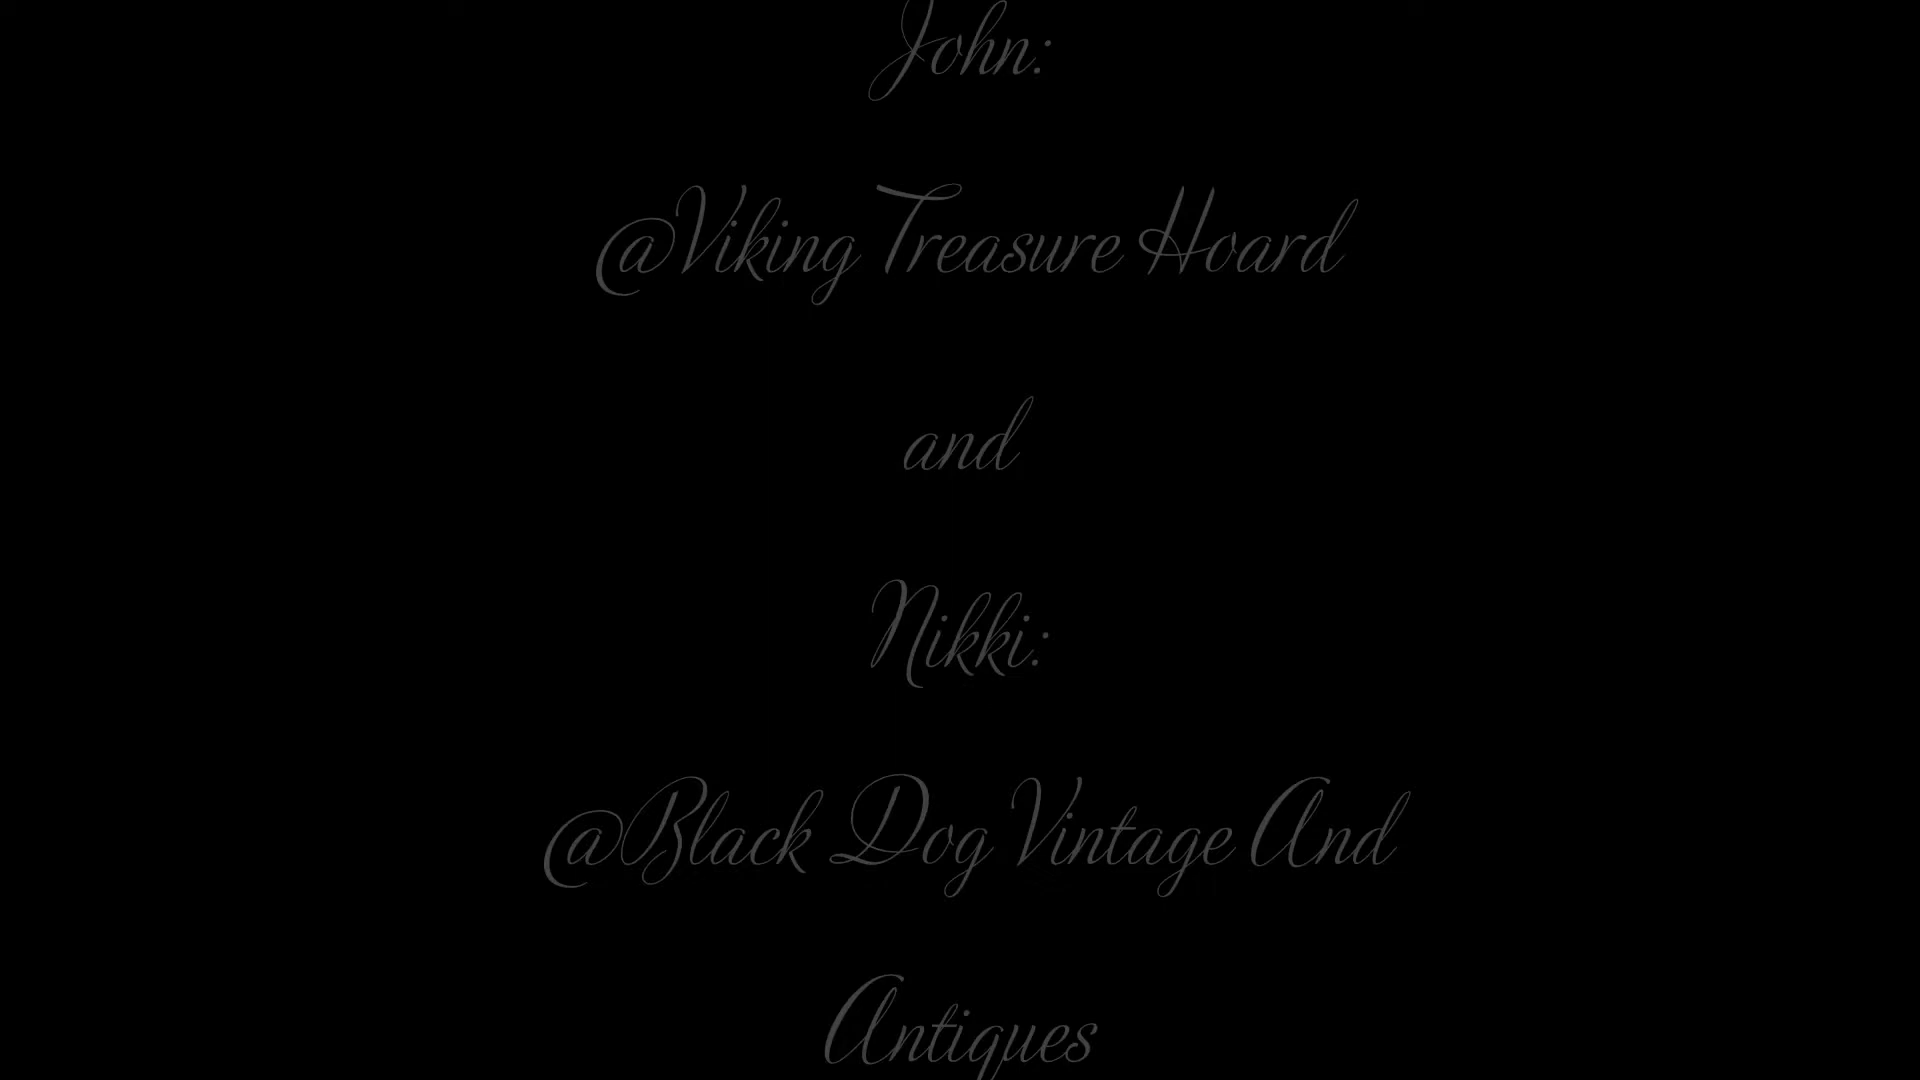 John:
@Viking Treasure Hoard
and
Nikki:
@Black Dog Vintage And
Antiques